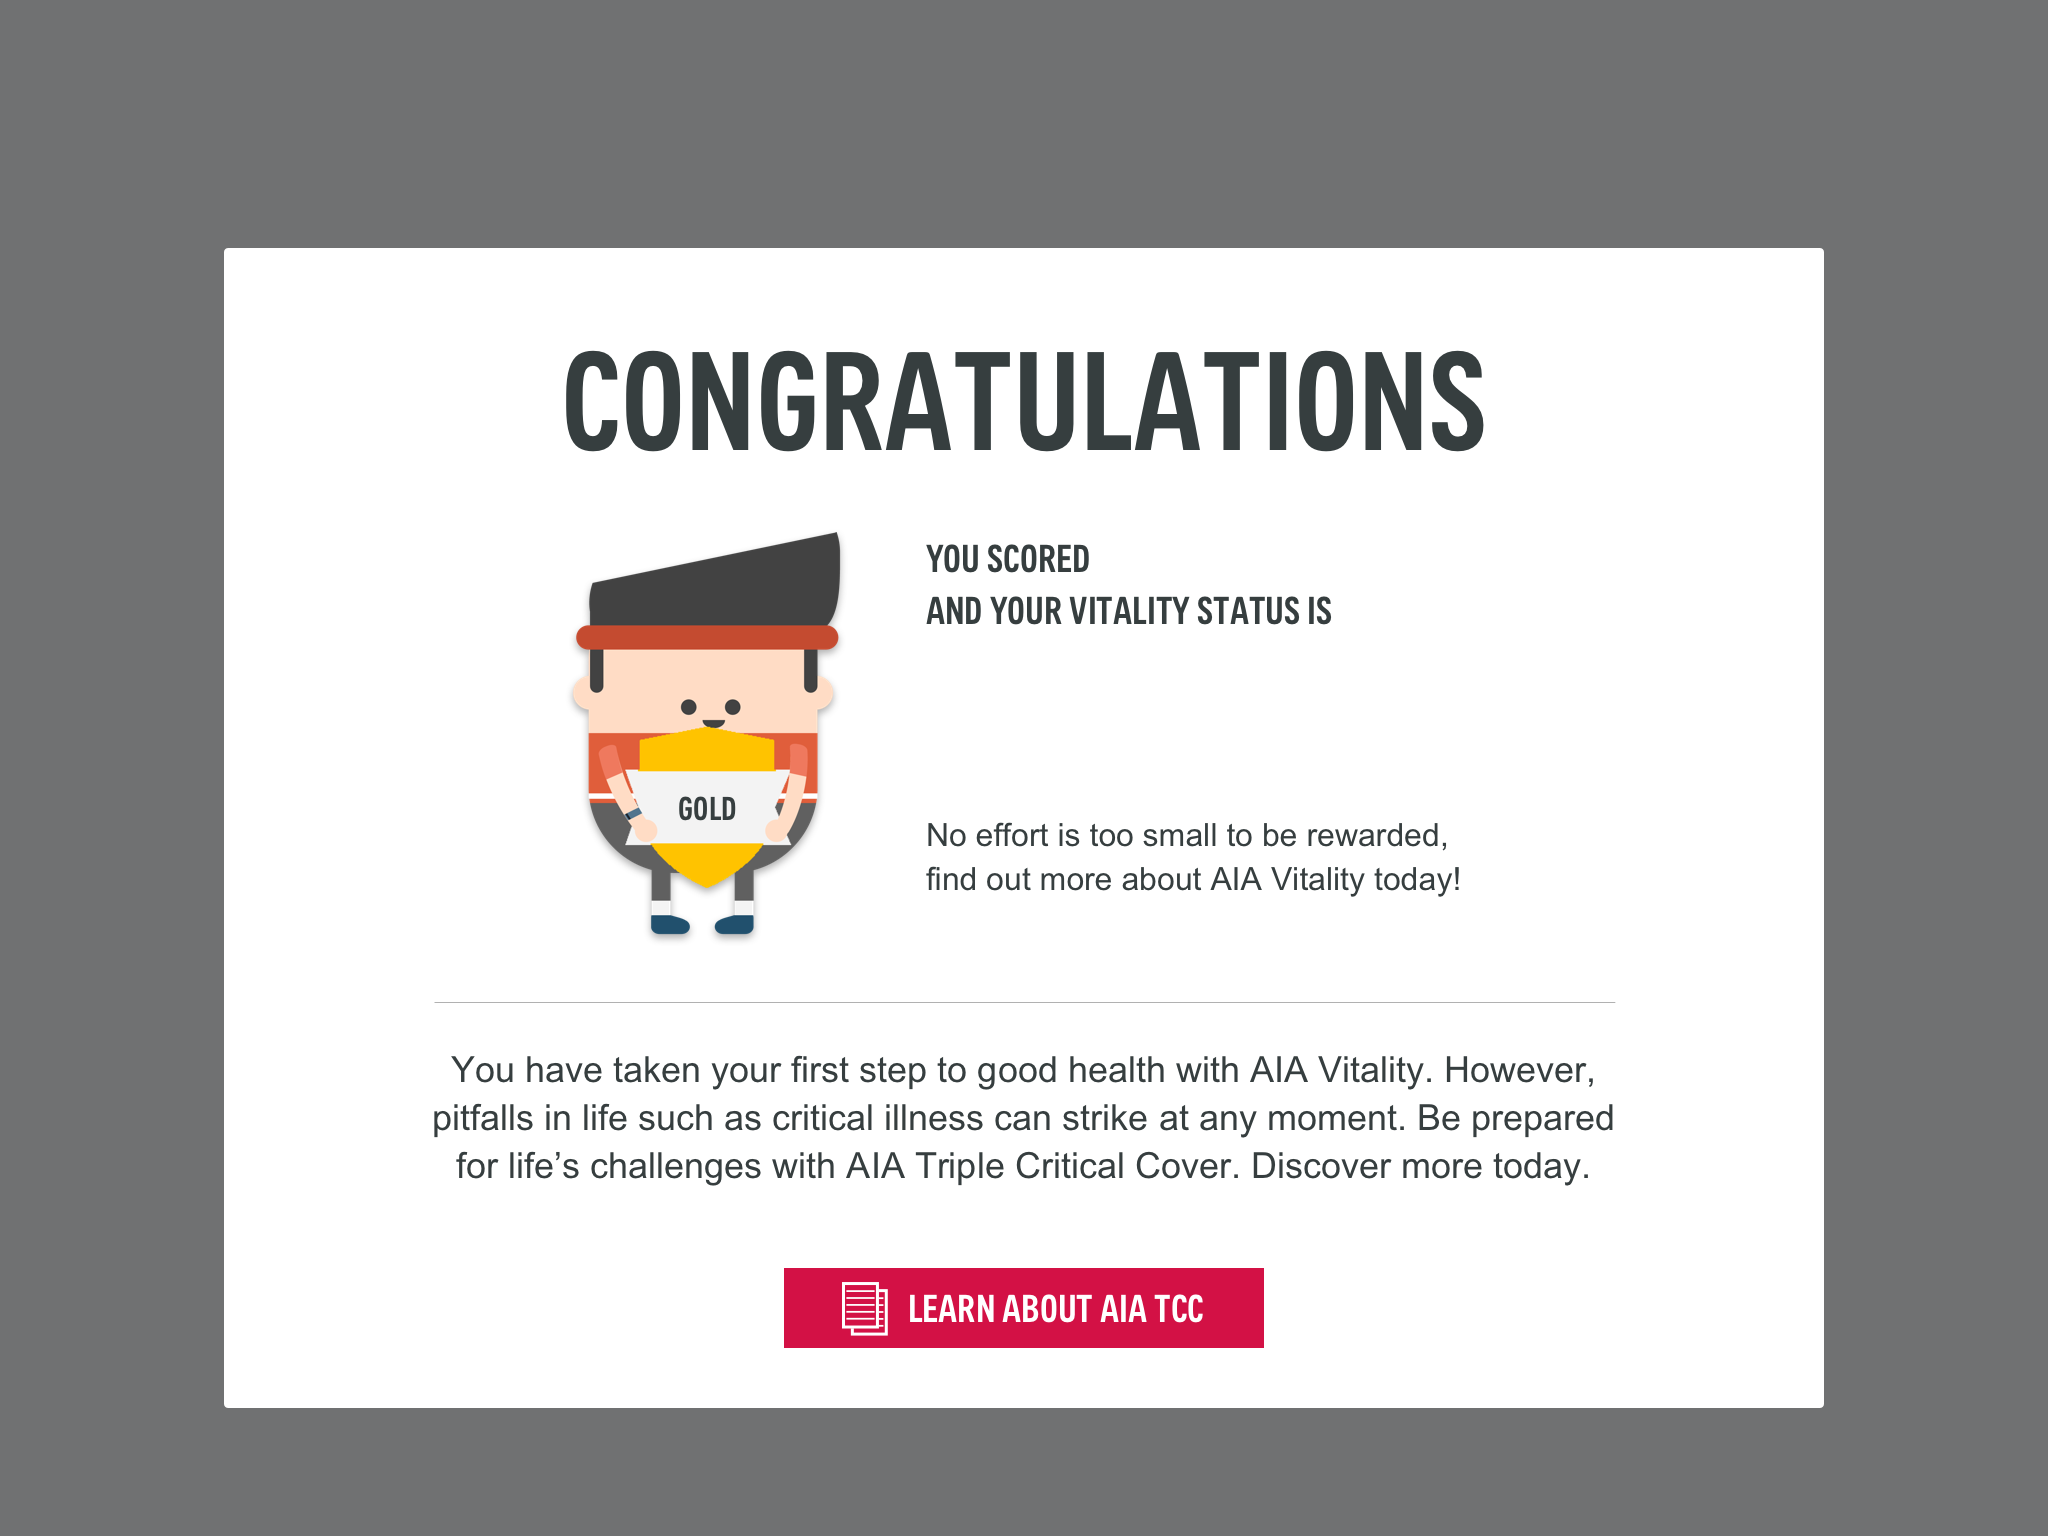 CONGRATULATIONS
YOU SCORED
AND YOUR VITALITY STATUS IS
GOLD
No effort is too small to be rewarded,
find out more about AIA Vitality today!
You have taken your first step to good health with AIA Vitality. However,
pitfalls in life such as critical illness can strike at any moment. Be prepared
for life’s challenges with AIA Triple Critical Cover. Discover more today.
LEARN ABOUT AIA TCC